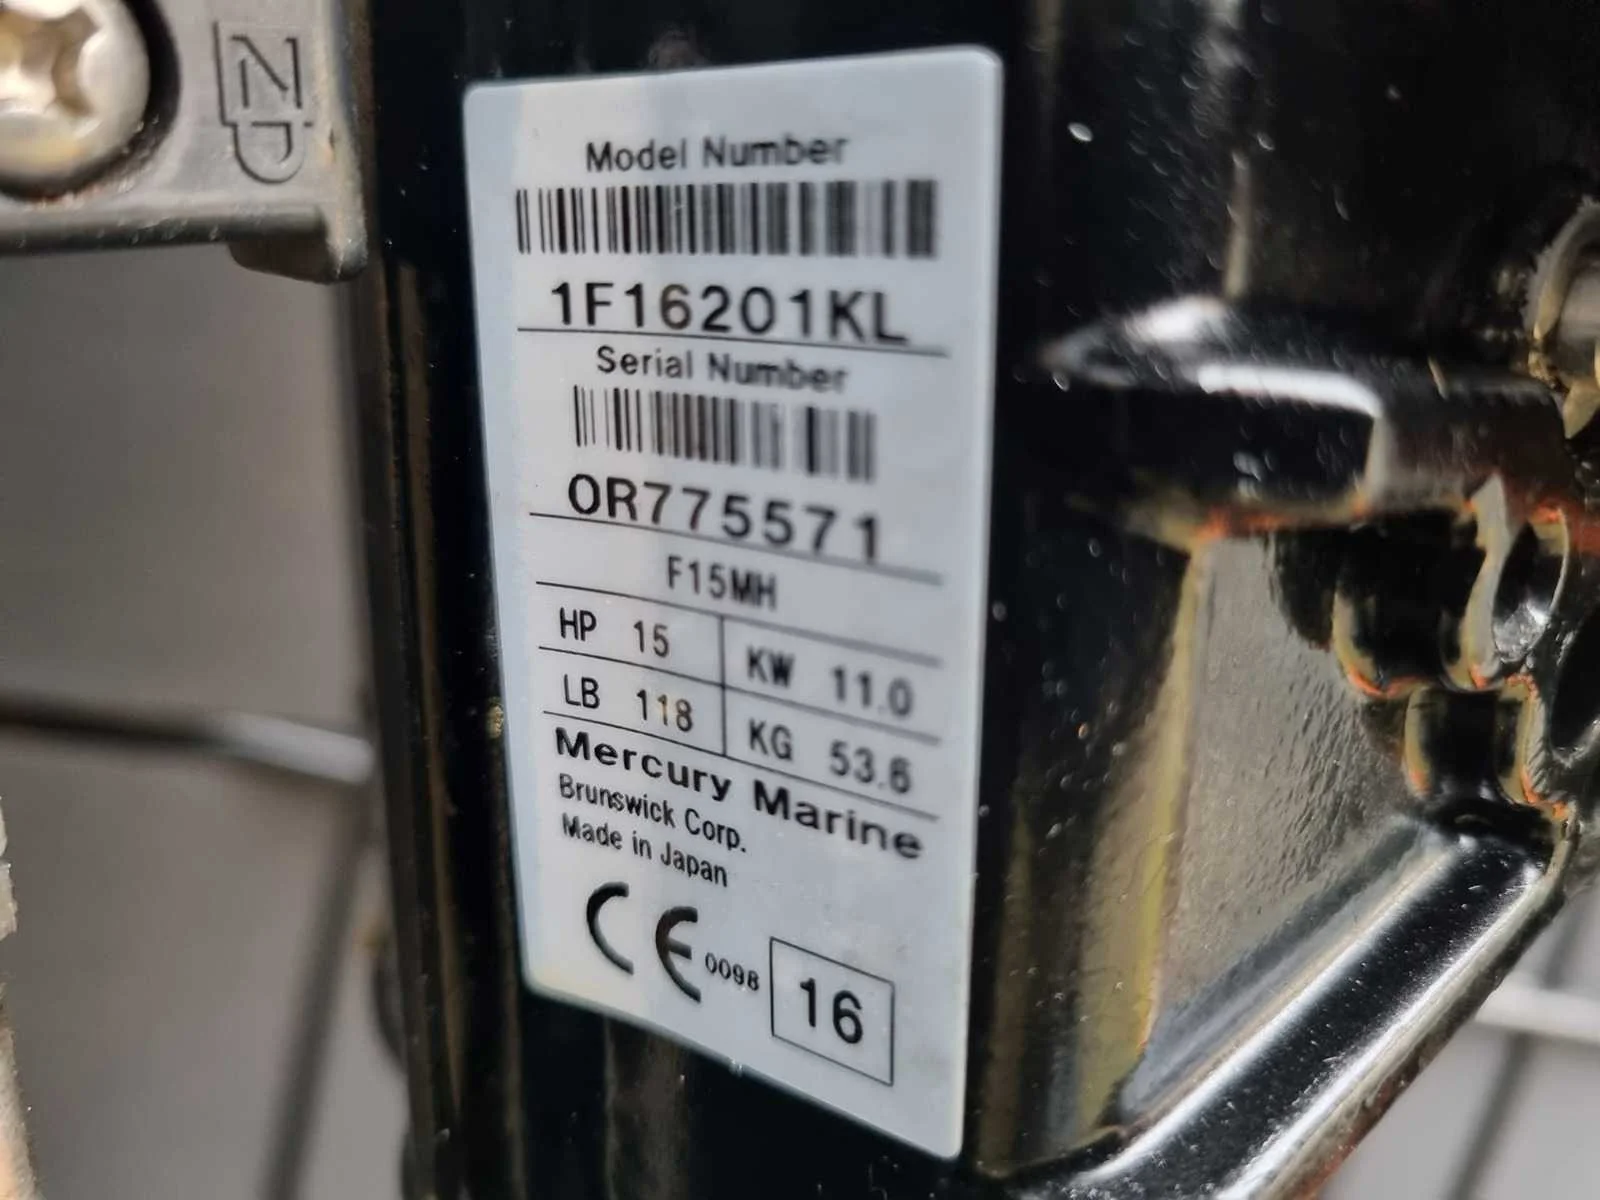 Model Number
1F16201KL
Serial Number
0R775571
F15MH
HP 15 KW 11.0
LB 118 KG 53.6
Mercury Marine
Brunswick Corp.
Made in Japan
CE 0098 16